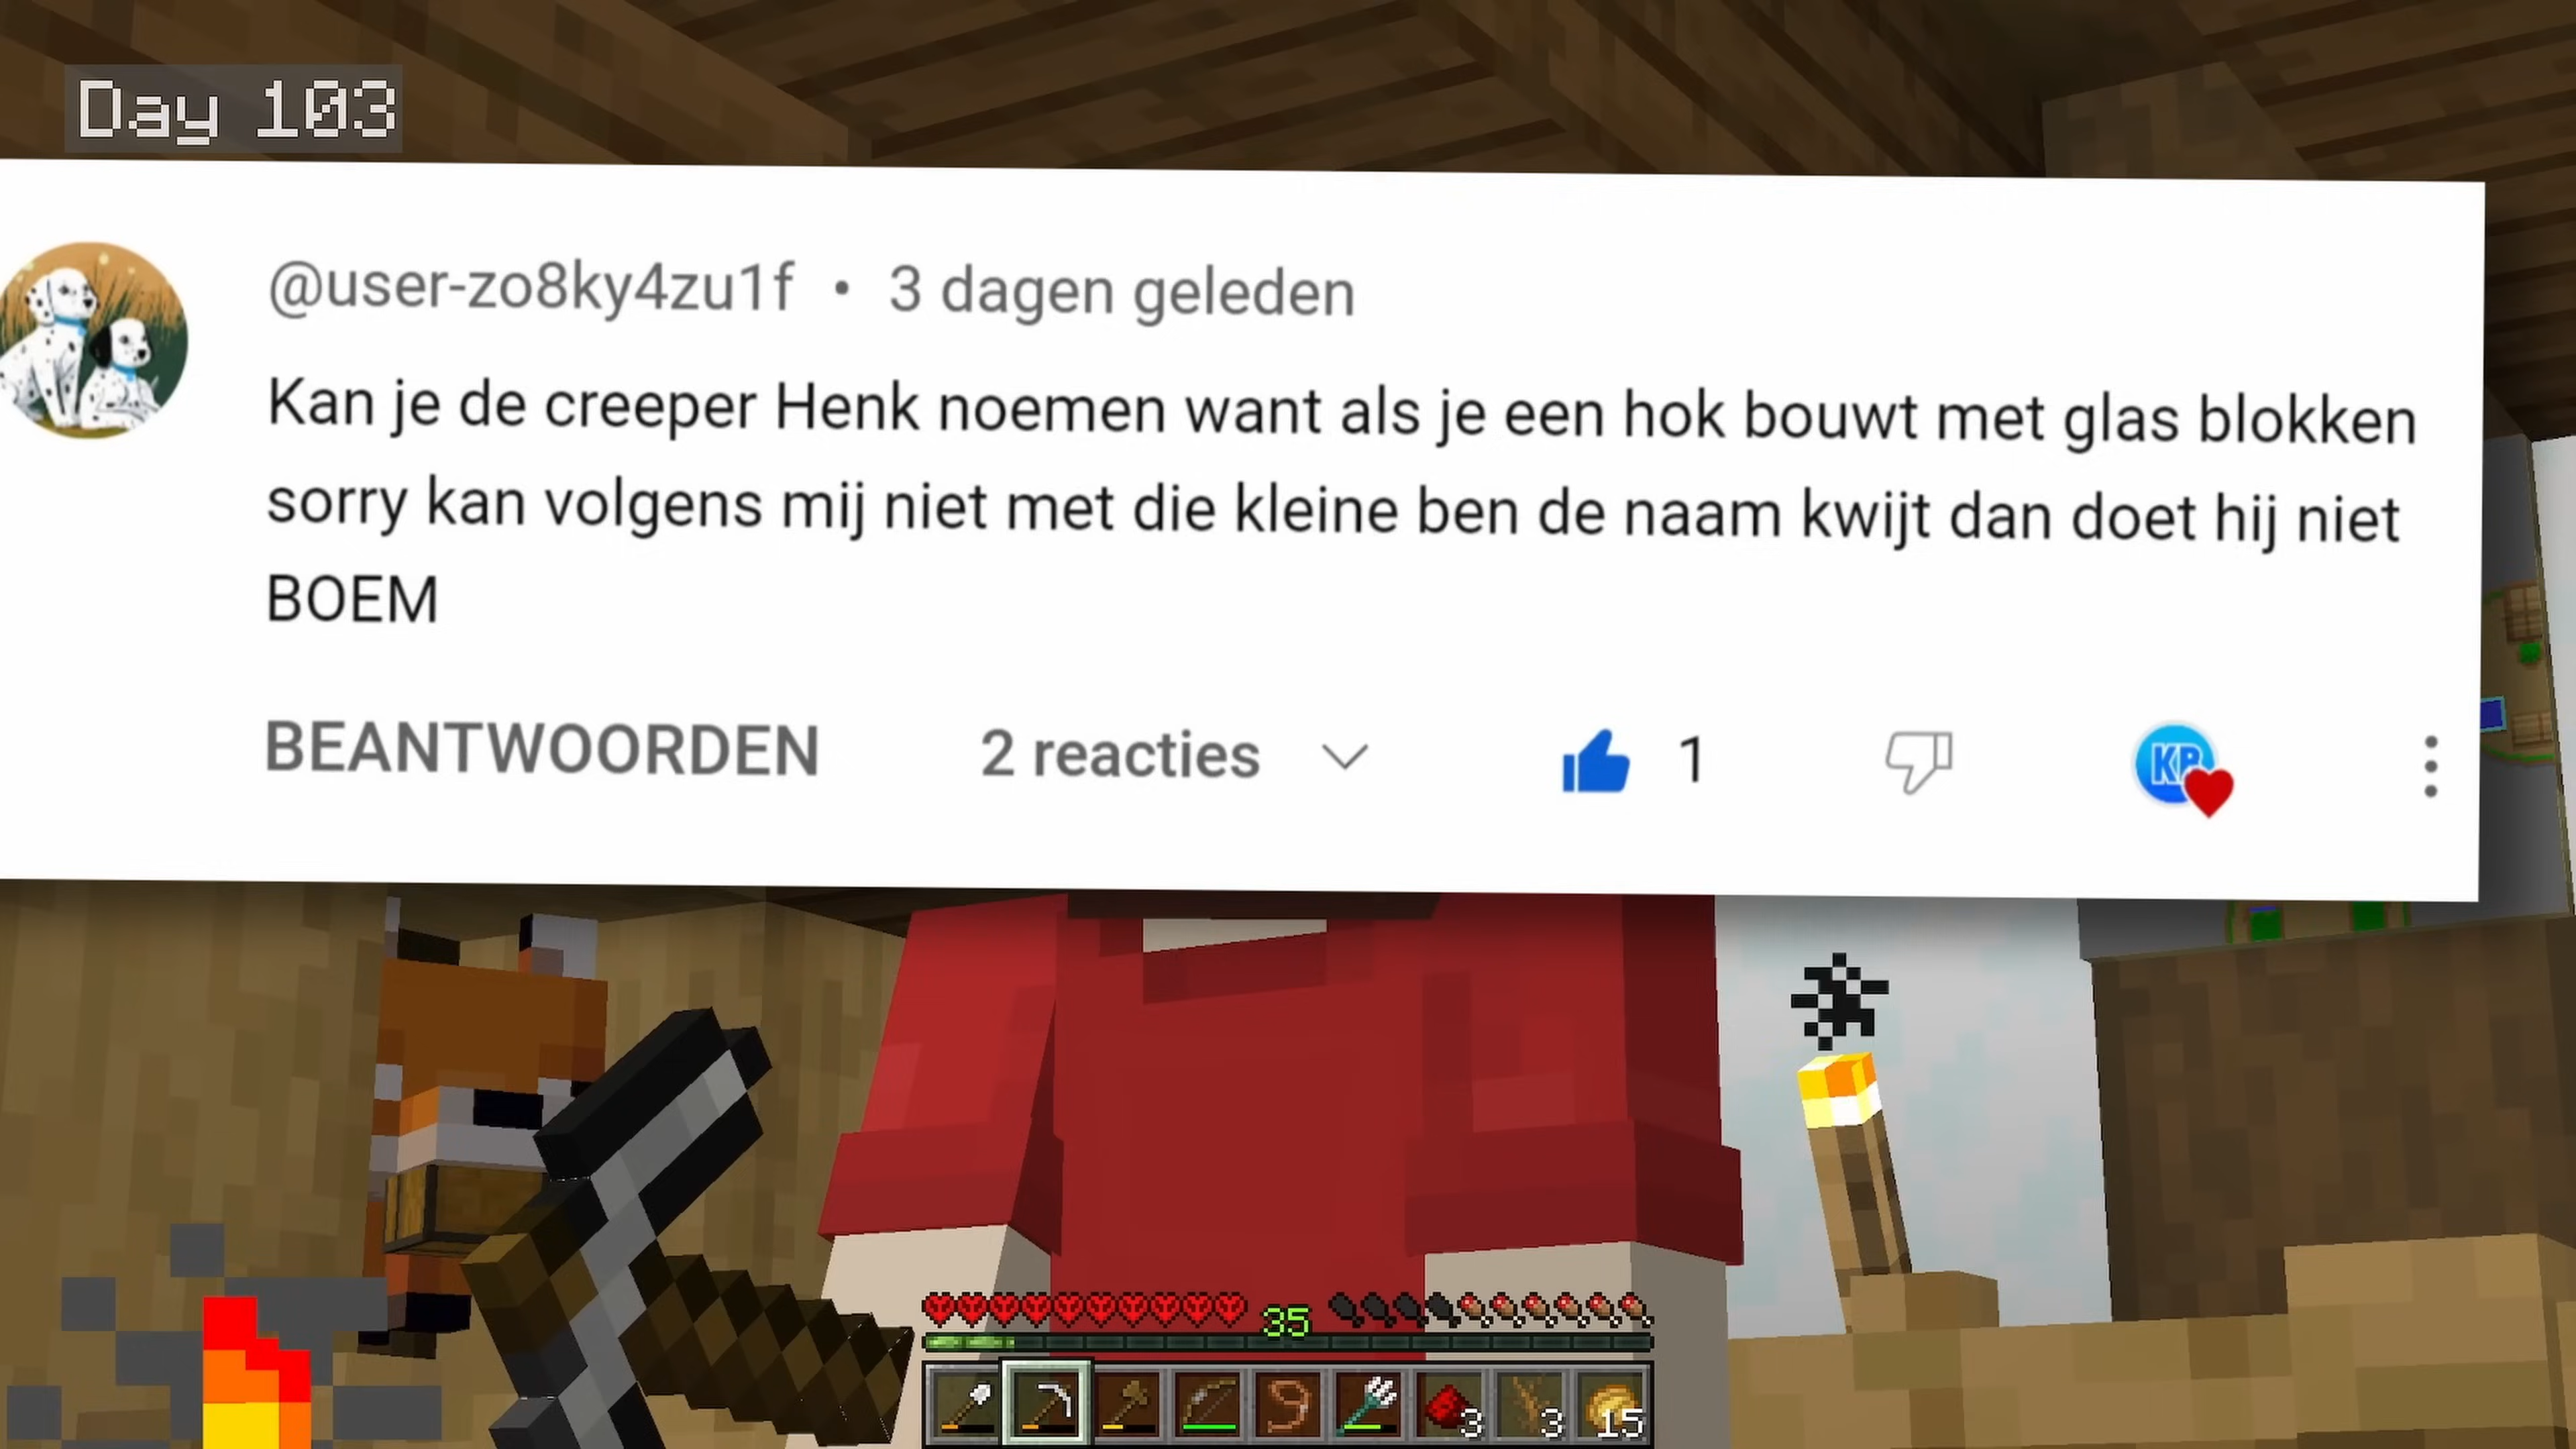 Day 103
@user-zo8ky4zu1f • 3 dagen geleden
Kan je de creeper Henk noemen want als je een hok bouwt met glas blokken
sorry kan volgens mij niet met die kleine ben de naam kwijt dan doet hij niet
BOEM
BEANTWOORDEN 2 reacties 1
35
3 3 15